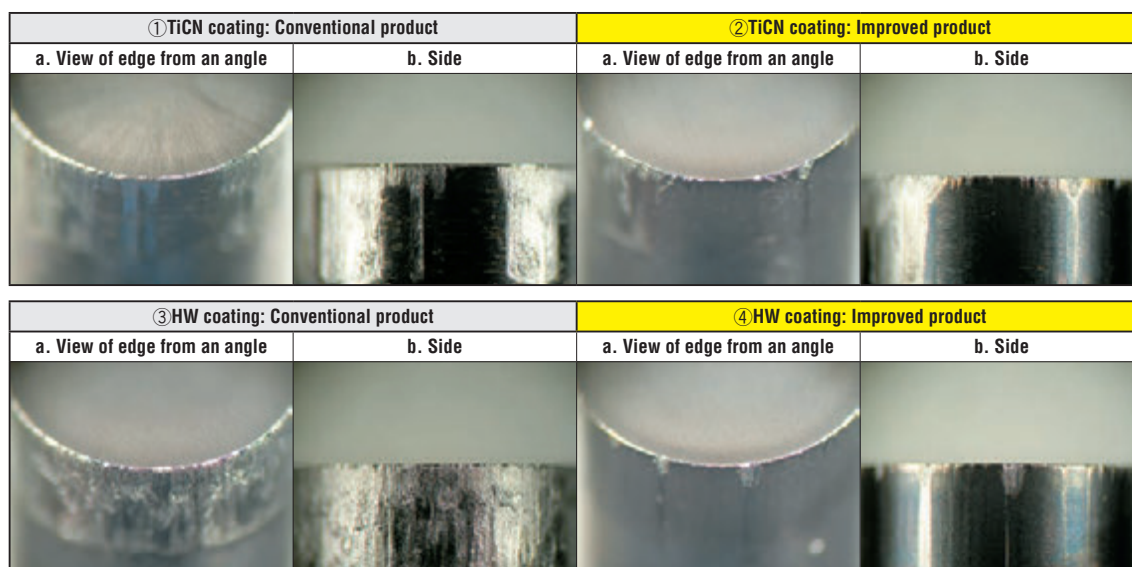 ①TiCN coating: Conventional product
②TiCN coating: Improved product
a. View of edge from an angle
b. Side
a. View of edge from an angle
b. Side
③HW coating: Conventional product
④HW coating: Improved product
a. View of edge from an angle
b. Side
a. View of edge from an angle
b. Side